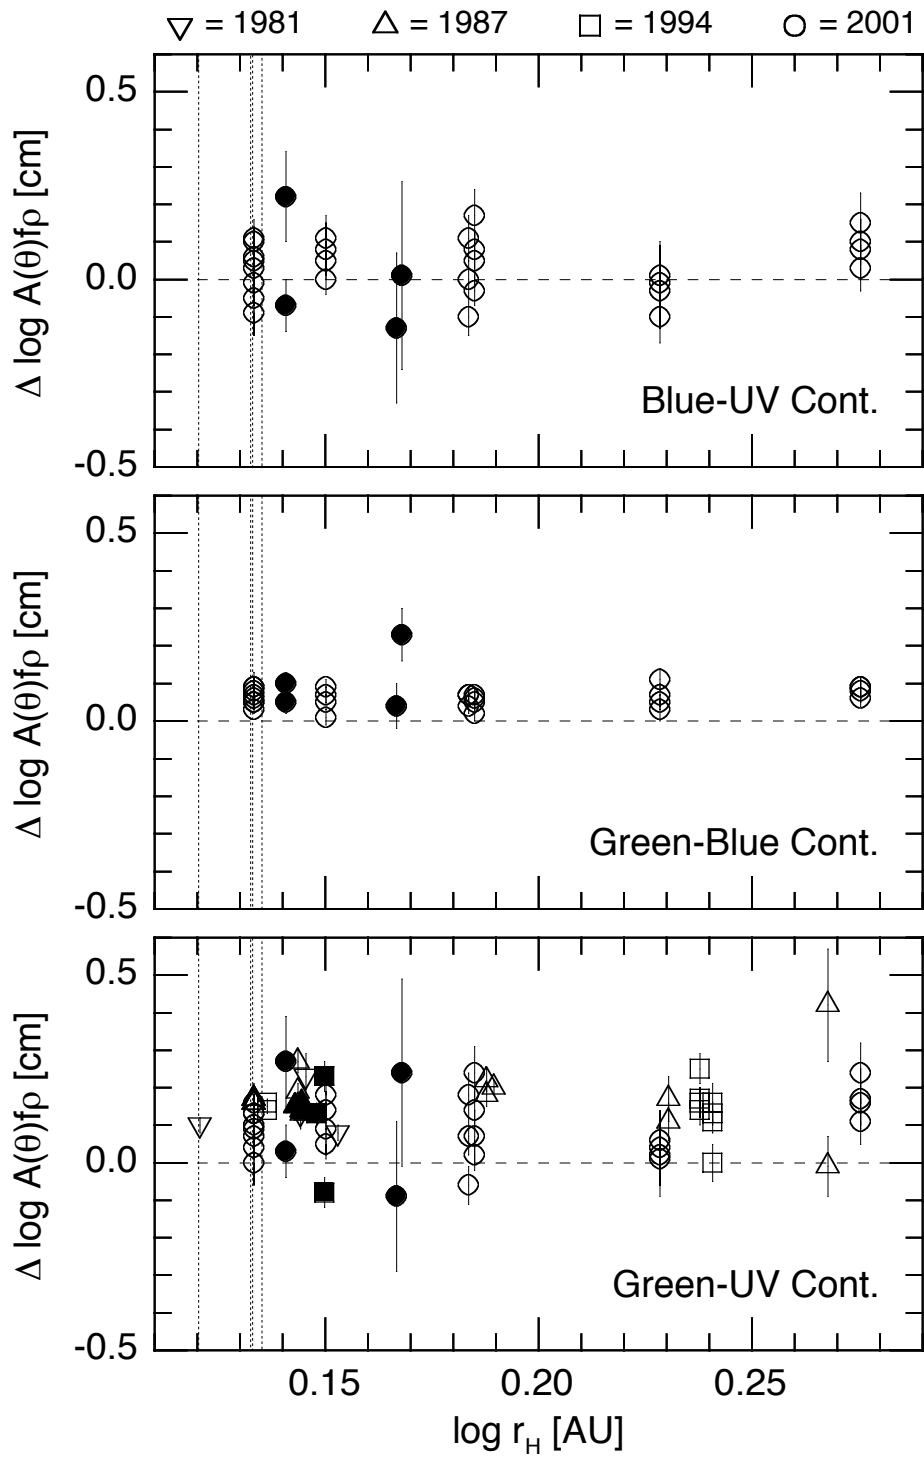 ▽ = 1981 △ = 1987 □ = 1994 ○ = 2001
0.5
0.0
-0.5
Δ log A(θ)fρ [cm]
Blue-UV Cont.
0.5
0.0
-0.5
Δ log A(θ)fρ [cm]
Green-Blue Cont.
0.5
0.0
-0.5
Δ log A(θ)fρ [cm]
Green-UV Cont.
0.15 0.20 0.25
log r_H [AU]